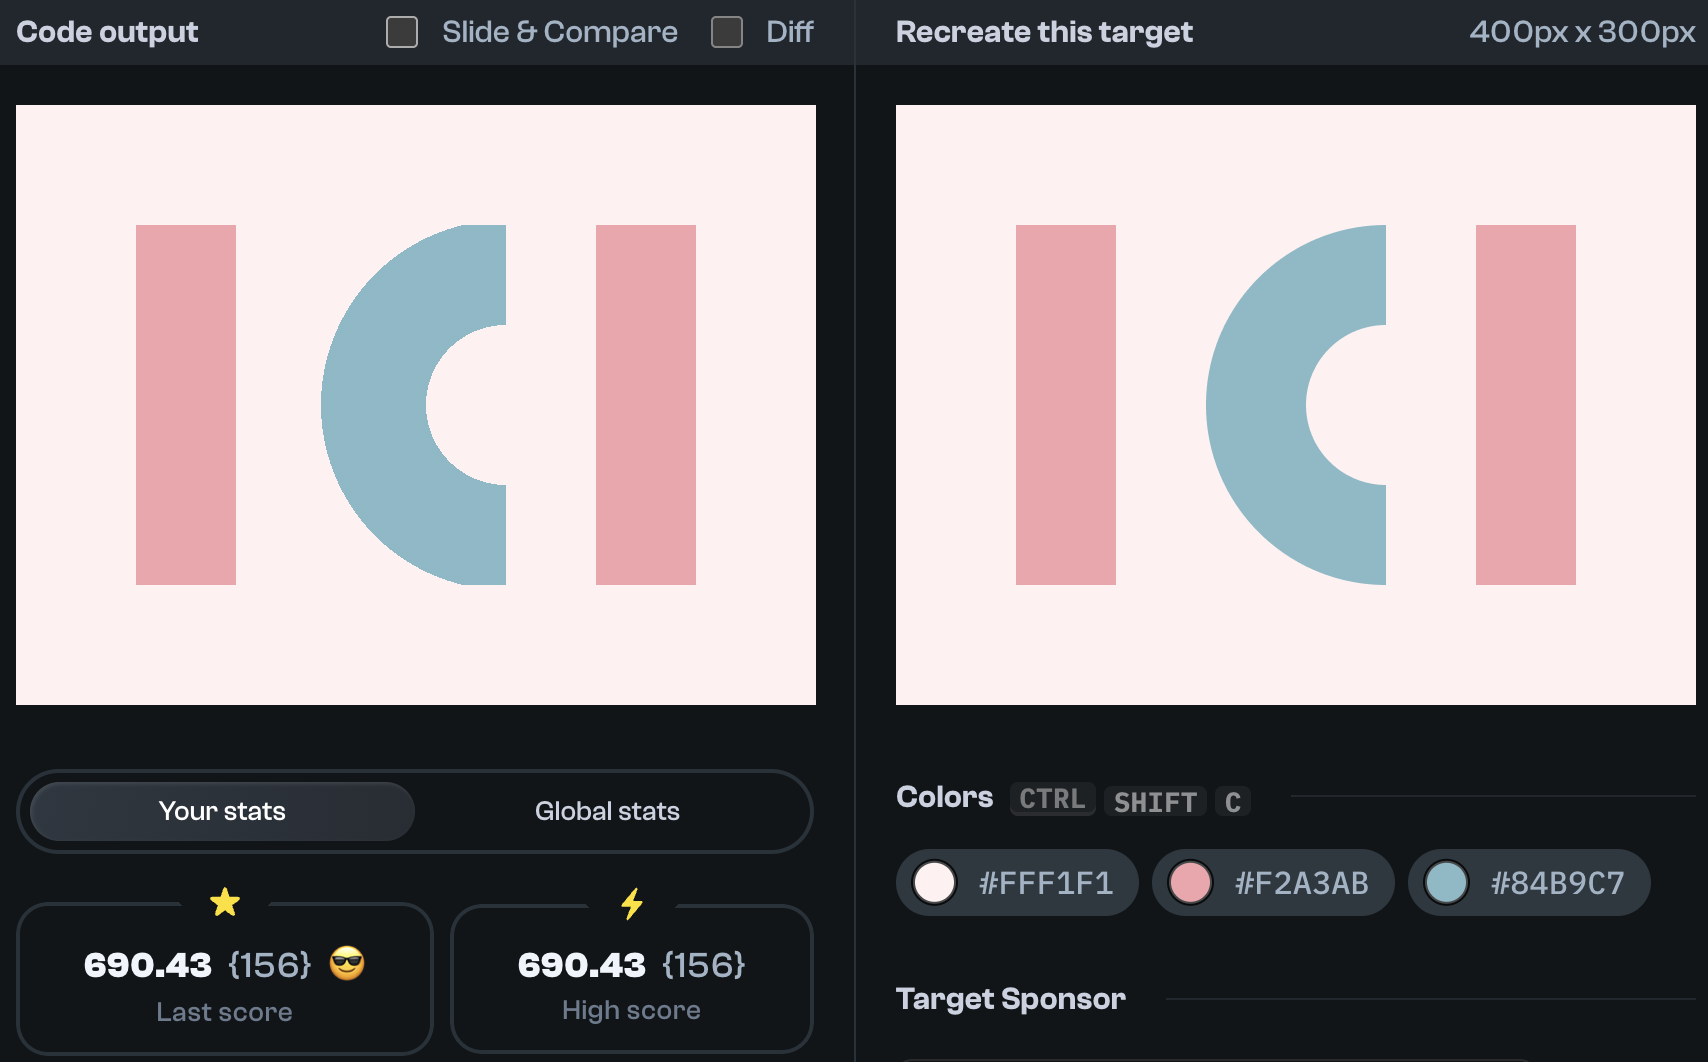 Code output
Slide & Compare
Diff
Recreate this target
400px x 300px
Your stats
Global stats
690.43 {156}
Last score
690.43 {156}
High score
Colors CTRL SHIFT C
#FFF1F1
#F2A3AB
#84B9C7
Target Sponsor